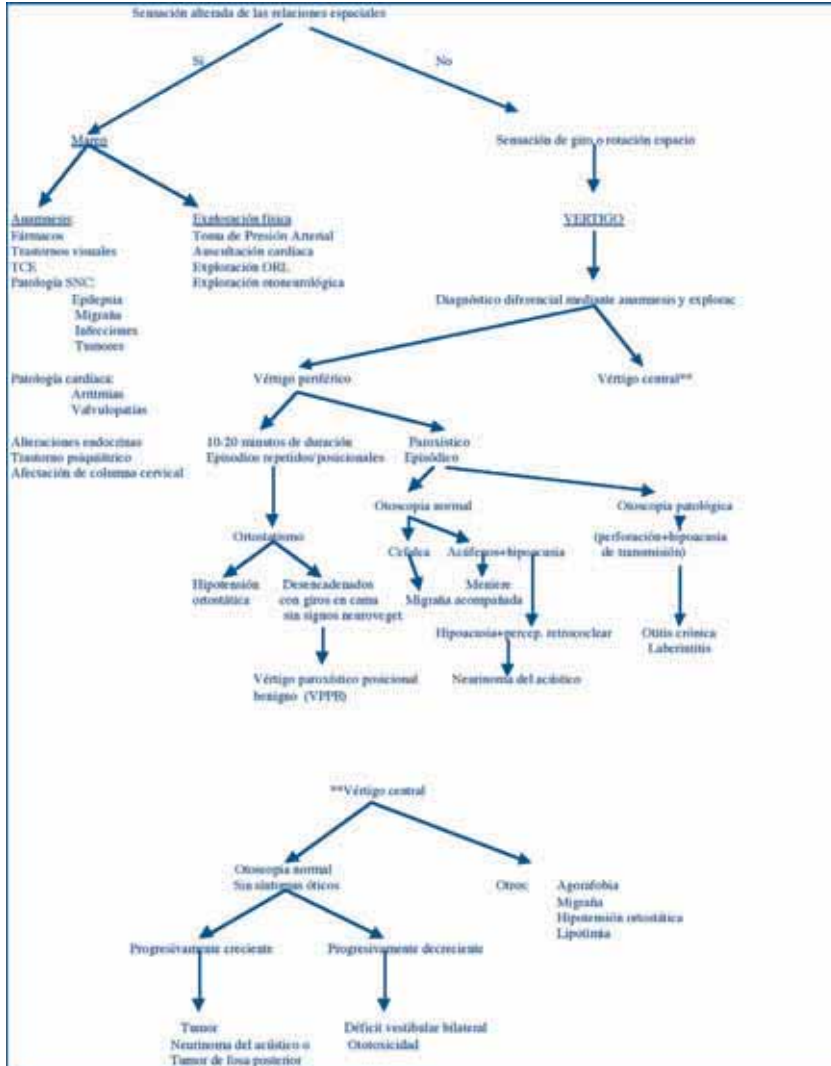 Sensación alterada de las relaciones espaciales
Si
No
Mareo
Sensación de giro o rotación espacio
Anamnesis
Fármacos
Trastornos visuales
TCE
Patología SNC:
Epilepsia
Migraña
Infecciones
Tumores
Exploración física
Toma de Presión Arterial
Auscultación cardíaca
Exploración ORL
Exploración otoneurológica
VERTIGO
Diagnóstico diferencial mediante anamnesis y explorac
Patología cardíaca:
Arritmias
Valvulopatías
Vértigo periférico
Vértigo central**
Alteraciones endocrinas
Trastorno psiquiátrico
Afectación de columna cervical
10-20 minutos de duración
Episodios repetidos/posicionales
Paroxístico
Episódico
Otoscopia normal
Otoscopia patológica
Ortostatismo
Cefalea
Acúfenos+hipoacusia
(perforación+hipoacusia
de transmisión)
Hipotensión
ortostática
Desencadenados
con giros en cama
sin signos neuroveget
Meniere
Migraña acompañada
Hipoacusia+percep. retrococlear
Otitis crónica
Laberintitis
Vértigo paroxístico posicional
benigno (VPPB)
Neurinoma del acústico
**Vértigo central
Otoscopia normal
Sin síntomas óticos
Otros: Agorafobia
Migraña
Hipotensión ortostática
Lipotimia
Progresivamente creciente
Progresivamente decreciente
Tumor
Neurinoma del acústico o
Tumor de fosa posterior
Déficit vestibular bilateral
Ototoxicidad